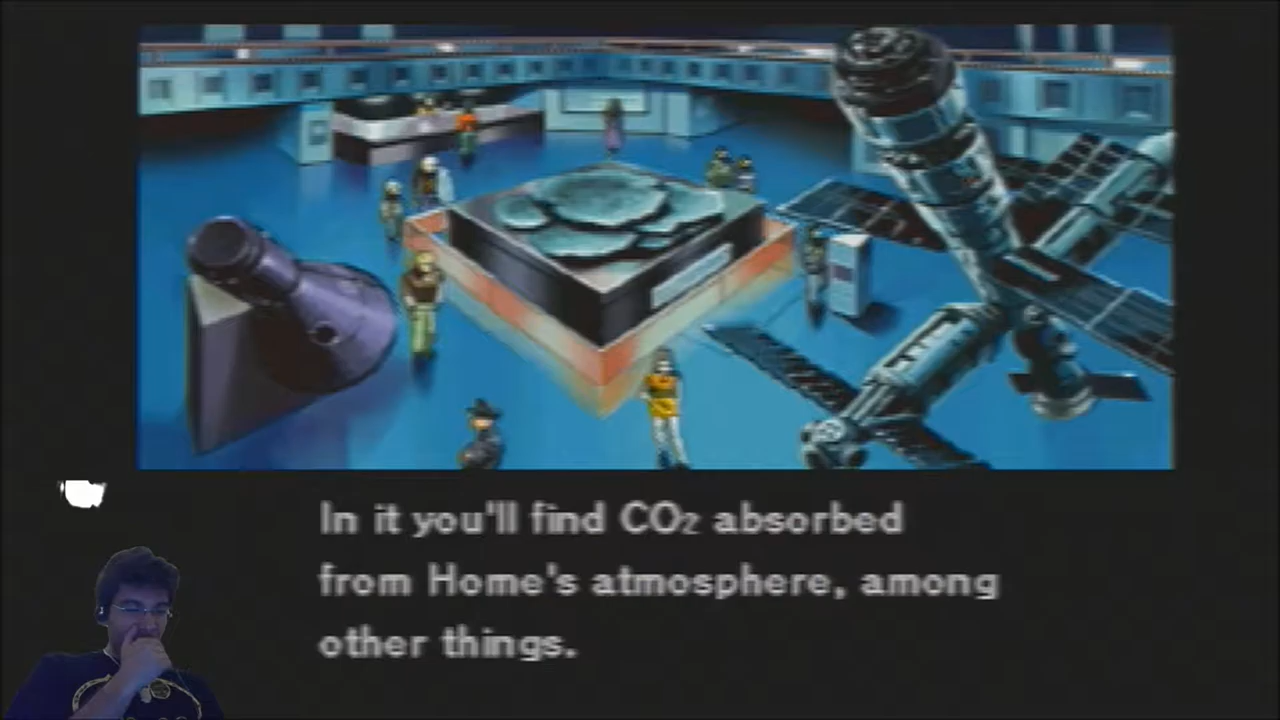 In it you'll find CO₂ absorbed
from Home's atmosphere, among
other things.